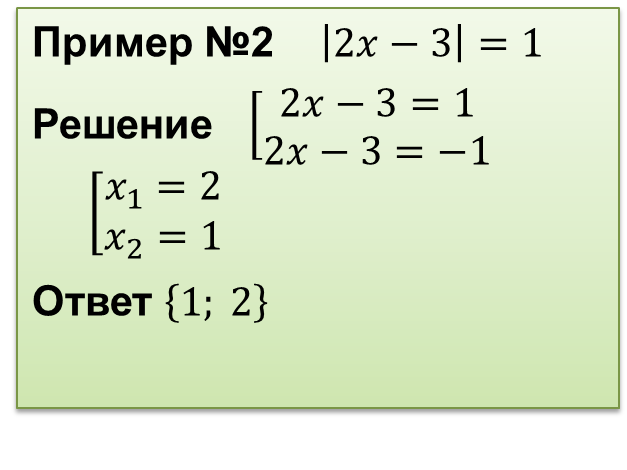 Пример №2 |2x − 3| = 1
Решение [ 2x − 3 = 1
2x − 3 = −1
[ x₁ = 2
x₂ = 1
Ответ {1; 2}